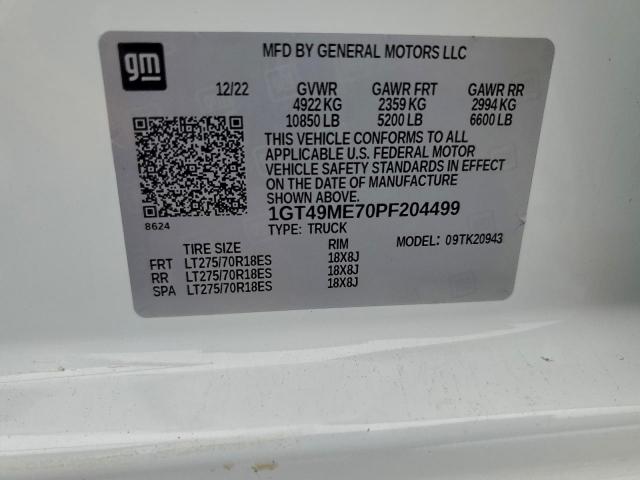 gm
MFD BY GENERAL MOTORS LLC
12/22 GVWR GAWR FRT GAWR RR
4922 KG 2359 KG 2994 KG
10850 LB 5200 LB 6600 LB
THIS VEHICLE CONFORMS TO ALL
APPLICABLE U.S. FEDERAL MOTOR
VEHICLE SAFETY STANDARDS IN EFFECT
ON THE DATE OF MANUFACTURE
SHOWN ABOVE.
1GT49ME70PF204499
8624
TYPE: TRUCK MODEL: 09TK20943
TIRE SIZE RIM
FRT LT275/70R18ES 18X8J
RR LT275/70R18ES 18X8J
SPA LT275/70R18ES 18X8J